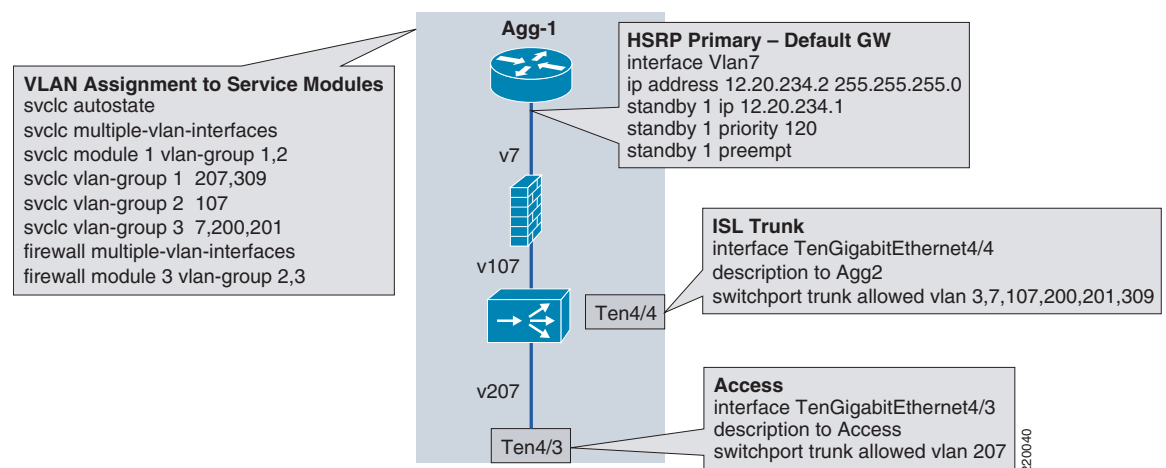 Agg-1
HSRP Primary – Default GW
interface Vlan7
ip address 12.20.234.2 255.255.255.0
standby 1 ip 12.20.234.1
standby 1 priority 120
standby 1 preempt
VLAN Assignment to Service Modules
svclc autostate
svclc multiple-vlan-interfaces
svclc module 1 vlan-group 1,2
svclc vlan-group 1  207,309
svclc vlan-group 2  107
svclc vlan-group 3  7,200,201
firewall multiple-vlan-interfaces
firewall module 3 vlan-group 2,3
v7
v107
ISL Trunk
interface TenGigabitEthernet4/4
description to Agg2
switchport trunk allowed vlan 3,7,107,200,201,309
Ten4/4
v207
Access
interface TenGigabitEthernet4/3
description to Access
switchport trunk allowed vlan 207
Ten4/3